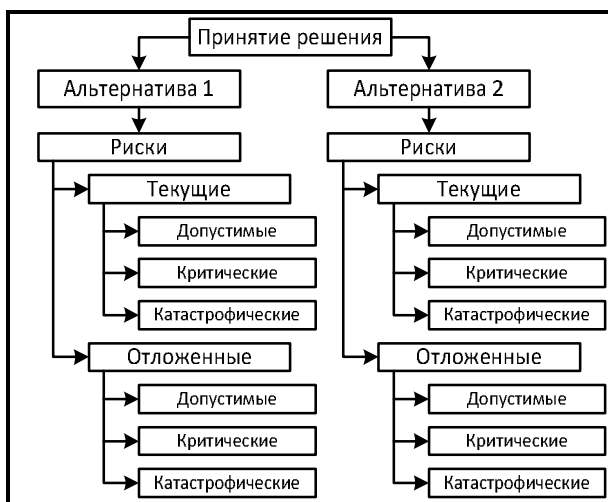 Принятие решения
Альтернатива 1
Риски
Текущие
Допустимые
Критические
Катастрофические
Отложенные
Допустимые
Критические
Катастрофические
Альтернатива 2
Риски
Текущие
Допустимые
Критические
Катастрофические
Отложенные
Допустимые
Критические
Катастрофические